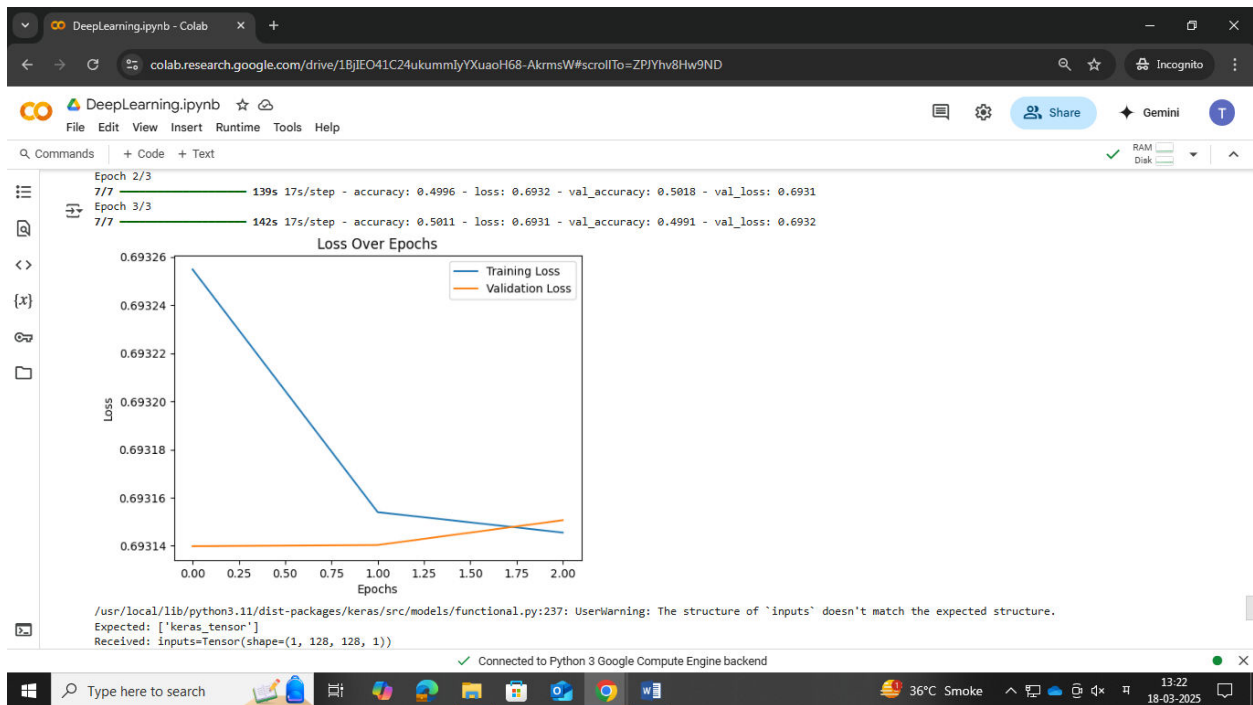 DeepLearning.ipynb - Colab
colab.research.google.com/drive/1BjIEO41C24ukummIyYXuaoH68-AkrmsW#scrollTo=ZPJYhv8Hw9ND
Incognito
CO
DeepLearning.ipynb
File Edit View Insert Runtime Tools Help
Share
Gemini
T
Commands + Code + Text
RAM
Disk
Epoch 2/3
7/7 139s 17s/step - accuracy: 0.4996 - loss: 0.6932 - val_accuracy: 0.5018 - val_loss: 0.6931
Epoch 3/3
7/7 142s 17s/step - accuracy: 0.5011 - loss: 0.6931 - val_accuracy: 0.4991 - val_loss: 0.6932
Loss Over Epochs
Training Loss
Validation Loss
0.69326
0.69324
0.69322
0.69320
0.69318
0.69316
0.69314
Loss
0.00 0.25 0.50 0.75 1.00 1.25 1.50 1.75 2.00
Epochs
/usr/local/lib/python3.11/dist-packages/keras/src/models/functional.py:237: UserWarning: The structure of `inputs` doesn't match the expected structure.
Expected: ['keras_tensor']
Received: inputs=Tensor(shape=(1, 128, 128, 1))
Connected to Python 3 Google Compute Engine backend
Type here to search
36°C Smoke
म
13:22
18-03-2025